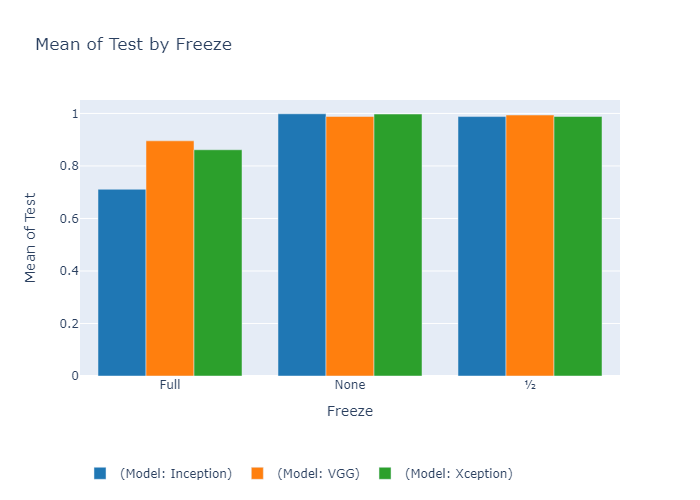 Mean of Test by Freeze
Mean of Test
1
0.8
0.6
0.4
0.2
0
Full None ½
Freeze
(Model: Inception) (Model: VGG) (Model: Xception)